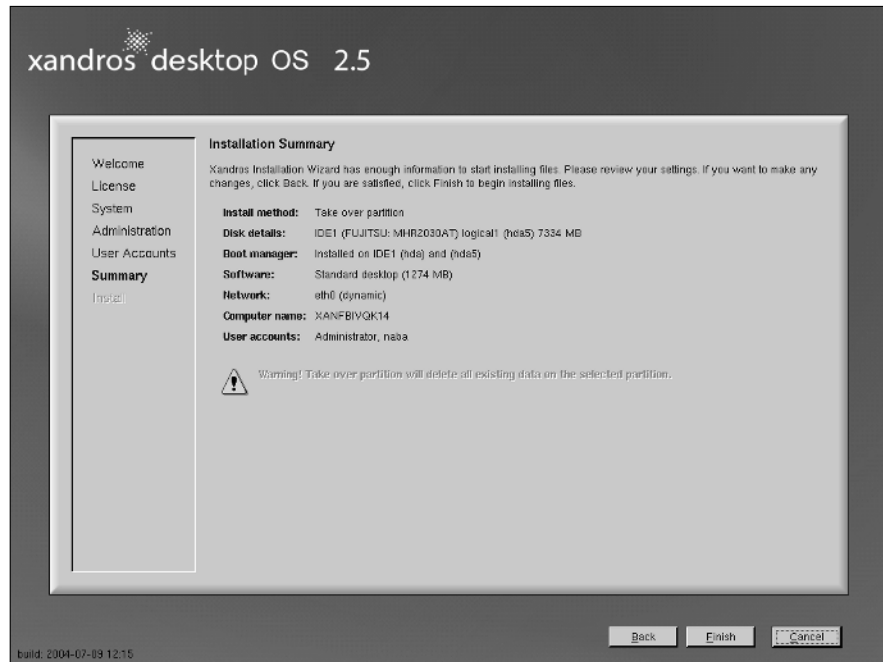 xandros desktop OS 2.5
Welcome
License
System
Administration
User Accounts
Summary
Install
Installation Summary
Xandros Installation Wizard has enough information to start installing files. Please review your settings. If you want to make any
changes, click Back. If you are satisfied, click Finish to begin installing files.
Install method: Take over partition
Disk details: IDE1 (FUJITSU: MHR2030AT) logical1 (hda5) 7334 MB
Boot manager: Installed on IDE1 (hda) and (hda5)
Software: Standard desktop (1274 MB)
Network: eth0 (dynamic)
Computer name: XANFBIVQK14
User accounts: Administrator, naba
Warning! Take over partition will delete all existing data on the selected partition.
Back Finish Cancel
build: 2004-07-09 12:15